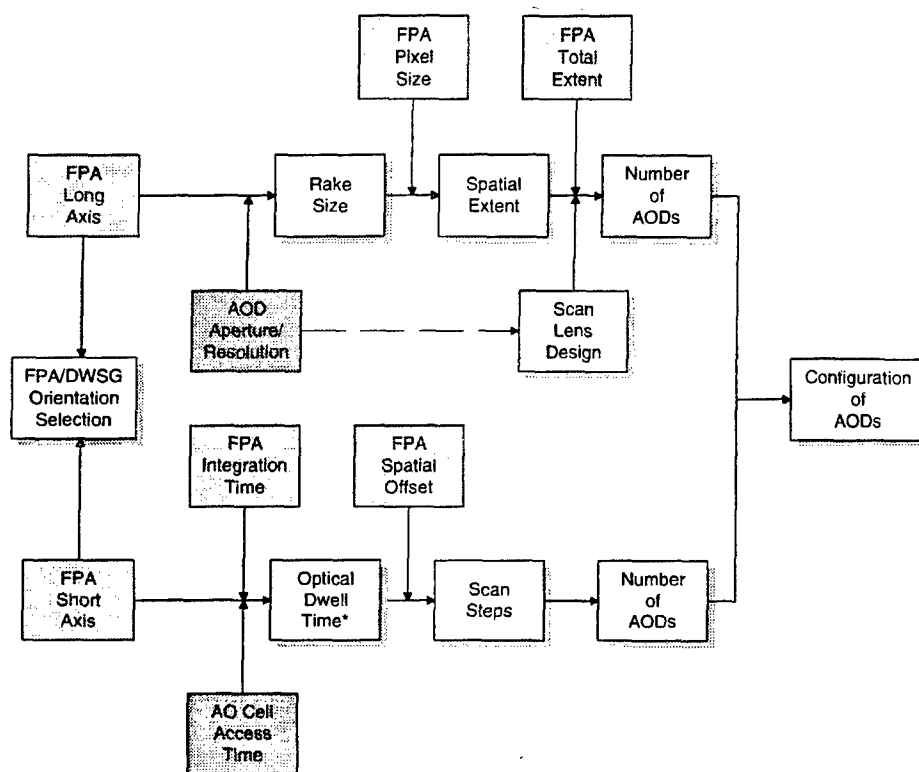 FPA
Pixel
Size
FPA
Total
Extent
FPA
Long
Axis
Rake
Size
Spatial
Extent
Number
of
AODs
AOD
Aperture/
Resolution
Scan
Lens
Design
FPA/DWSG
Orientation
Selection
Configuration
of
AODs
FPA
Integration
Time
FPA
Spatial
Offset
FPA
Short
Axis
Optical
Dwell
Time*
Scan
Steps
Number
of
AODs
AO Cell
Access
Time